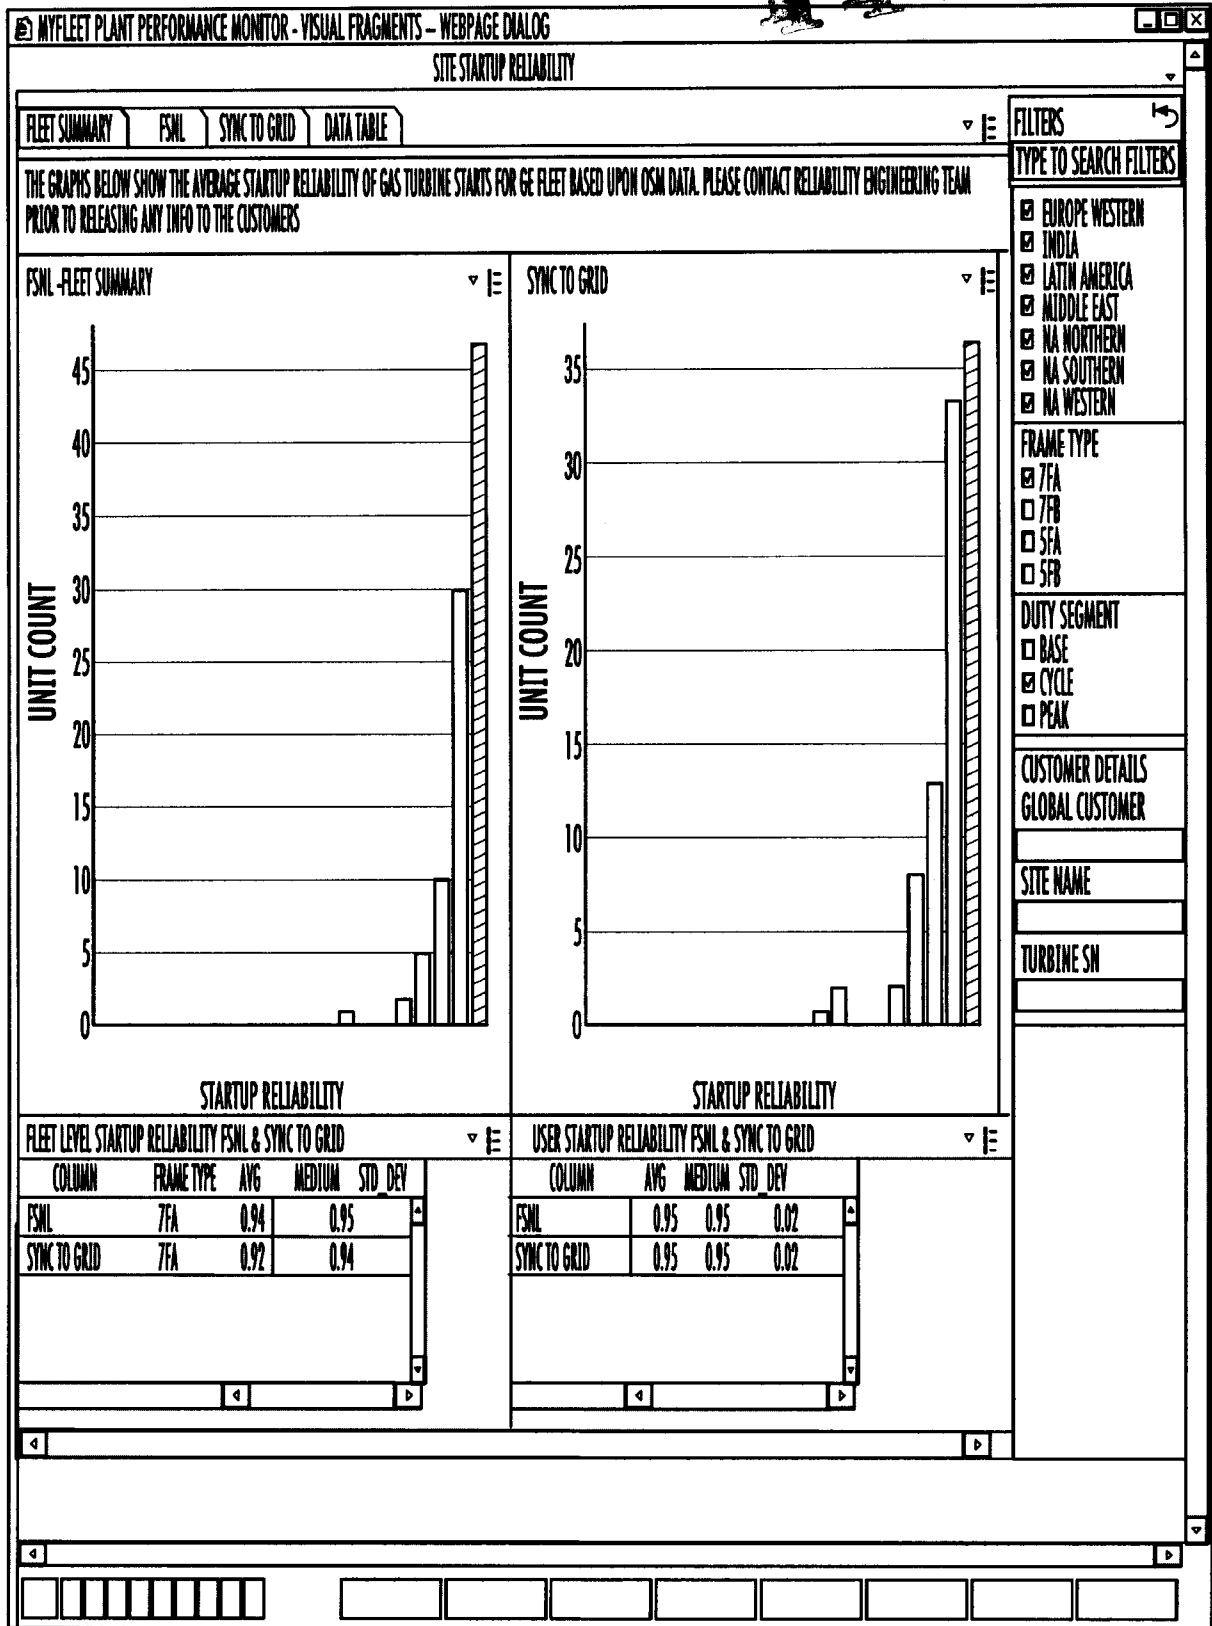 MYFLEET PLANT PERFORMANCE MONITOR - VISUAL FRAGMENTS – WEBPAGE DIALOG
SITE STARTUP RELIABILITY
FLEET SUMMARY FSNL SYNC TO GRID DATA TABLE
THE GRAPHS BELOW SHOW THE AVERAGE STARTUP RELIABILITY OF GAS TURBINE STARTS FOR GE FLEET BASED UPON OSM DATA. PLEASE CONTACT RELIABILITY ENGINEERING TEAM
PRIOR TO RELEASING ANY INFO TO THE CUSTOMERS
FSNL -FLEET SUMMARY
45
40
35
30
25
20
15
10
5
0
UNIT COUNT
STARTUP RELIABILITY
SYNC TO GRID
35
30
25
20
15
10
5
0
UNIT COUNT
STARTUP RELIABILITY
FLEET LEVEL STARTUP RELIABILITY FSNL & SYNC TO GRID
COLUMN FRAME TYPE AVG MEDIUM STD_DEV
FSNL 7FA 0.94 0.95
SYNC TO GRID 7FA 0.92 0.94
USER STARTUP RELIABILITY FSNL & SYNC TO GRID
COLUMN AVG MEDIUM STD_DEV
FSNL 0.95 0.95 0.02
SYNC TO GRID 0.95 0.95 0.02
FILTERS
TYPE TO SEARCH FILTERS
EUROPE WESTERN
INDIA
LATIN AMERICA
MIDDLE EAST
NA NORTHERN
NA SOUTHERN
NA WESTERN
FRAME TYPE
7FA
7FB
5FA
5FB
DUTY SEGMENT
BASE
CYCLE
PEAK
CUSTOMER DETAILS
GLOBAL CUSTOMER
SITE NAME
TURBINE SN